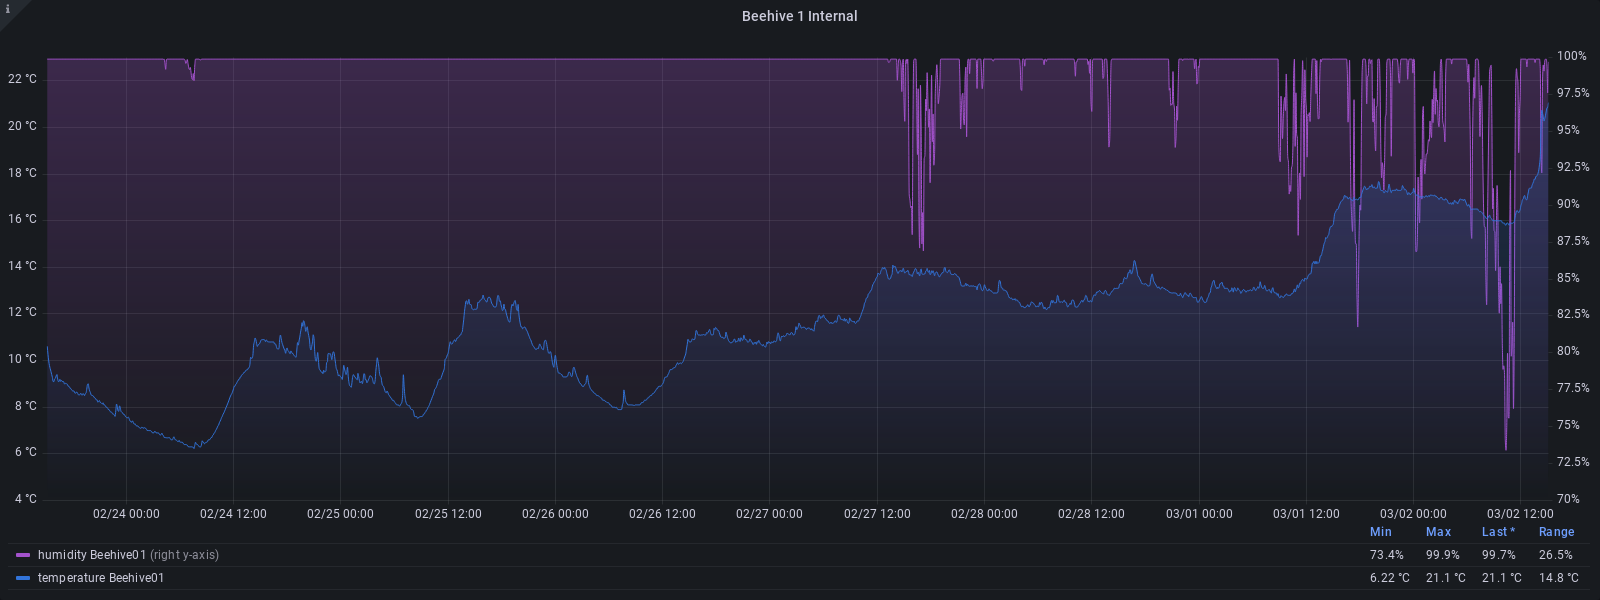 i
Beehive 1 Internal
22 °C
20 °C
18 °C
16 °C
14 °C
12 °C
10 °C
8 °C
6 °C
4 °C
100%
97.5%
95%
92.5%
90%
87.5%
85%
82.5%
80%
77.5%
75%
72.5%
70%
02/24 00:00 02/24 12:00 02/25 00:00 02/25 12:00 02/26 00:00 02/26 12:00 02/27 00:00 02/27 12:00 02/28 00:00 02/28 12:00 03/01 00:00 03/01 12:00 03/02 00:00 03/02 12:00
Min Max Last * Range
humidity Beehive01 (right y-axis) 73.4% 99.9% 99.7% 26.5%
temperature Beehive01 6.22 °C 21.1 °C 21.1 °C 14.8 °C